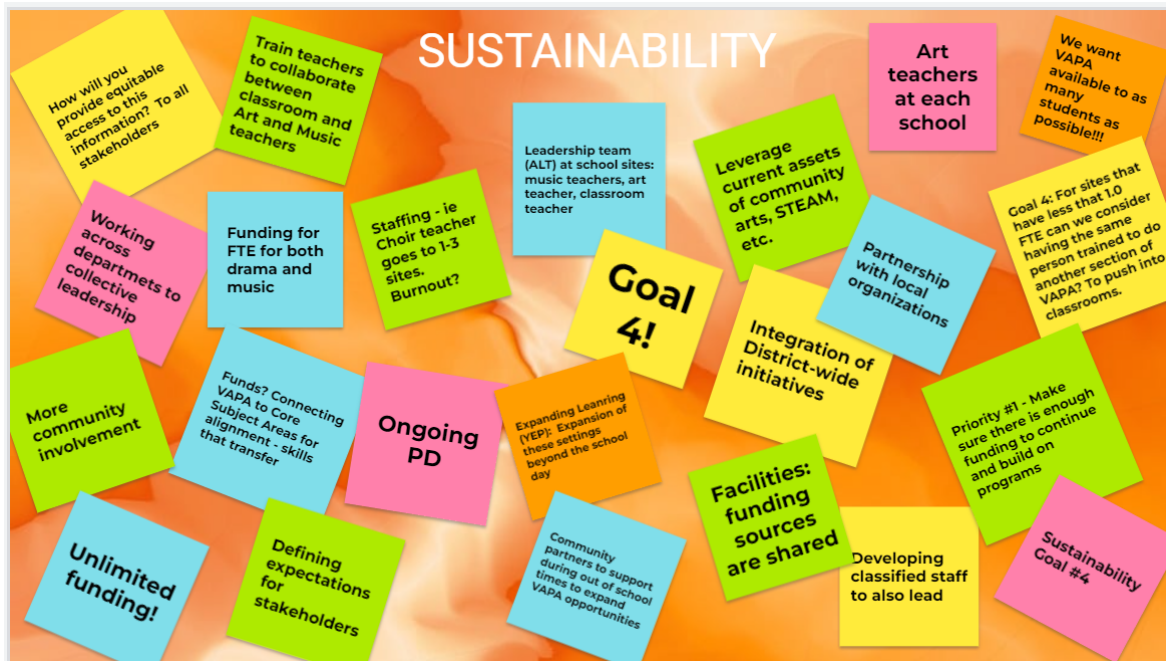 SUSTAINABILITY
How will you
provide equitable
access to this
information? To all
stakeholders
Train teachers
to collaborate
between
classroom and
Art and Music
teachers
Art
teachers
at each
school
We want
VAPA
available to as
many
students as
possible!!!
Leadership team
(ALT) at school sites:
music teachers, art
teacher, classroom
teacher
Leverage
current assets
of community
arts, STEAM,
etc.
Goal 4: For sites that
have less that 1.0
FTE can we consider
having the same
person trained to do
another section of
VAPA? To push into
classrooms.
Working
across
departmets to
collective
leadership
Funding for
FTE for both
drama and
music
Staffing - ie
Choir teacher
goes to 1-3
sites.
Burnout?
Goal
4!
Partnership
with local
organizations
Integration of
District-wide
initiatives
More
community
involvement
Funds? Connecting
VAPA to Core
Subject Areas for
alignment - skills
that transfer
Ongoing
PD
Expanding Leanring
(YEP): Expansion of
these settings
beyond the school
day
Priority #1 - Make
sure there is enough
funding to continue
and build on
programs
Facilities:
funding
sources
are shared
Unlimited
funding!
Defining
expectations
for
stakeholders
Community
partners to support
during out of school
times to expand
VAPA opportunities
Developing
classified staff
to also lead
Sustainability
Goal #4